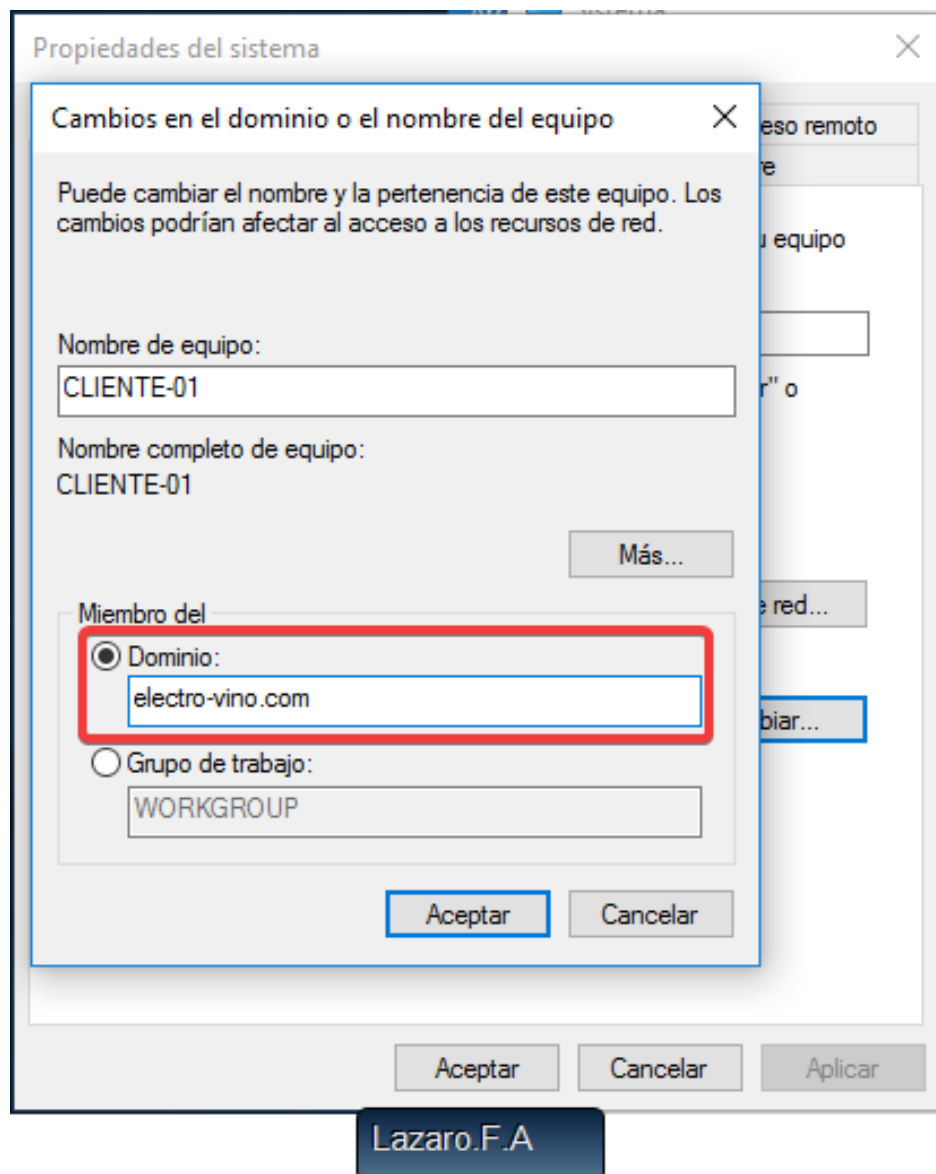 Propiedades del sistema
Cambios en el dominio o el nombre del equipo
eso remoto
re
Puede cambiar el nombre y la pertenencia de este equipo. Los
cambios podrían afectar al acceso a los recursos de red.
u equipo
Nombre de equipo:
CLIENTE-01
r" o
Nombre completo de equipo:
CLIENTE-01
Más...
e red...
Miembro del
Dominio:
electro-vino.com
biar...
Grupo de trabajo:
WORKGROUP
Aceptar
Cancelar
Aceptar
Cancelar
Aplicar
Lazaro.F.A